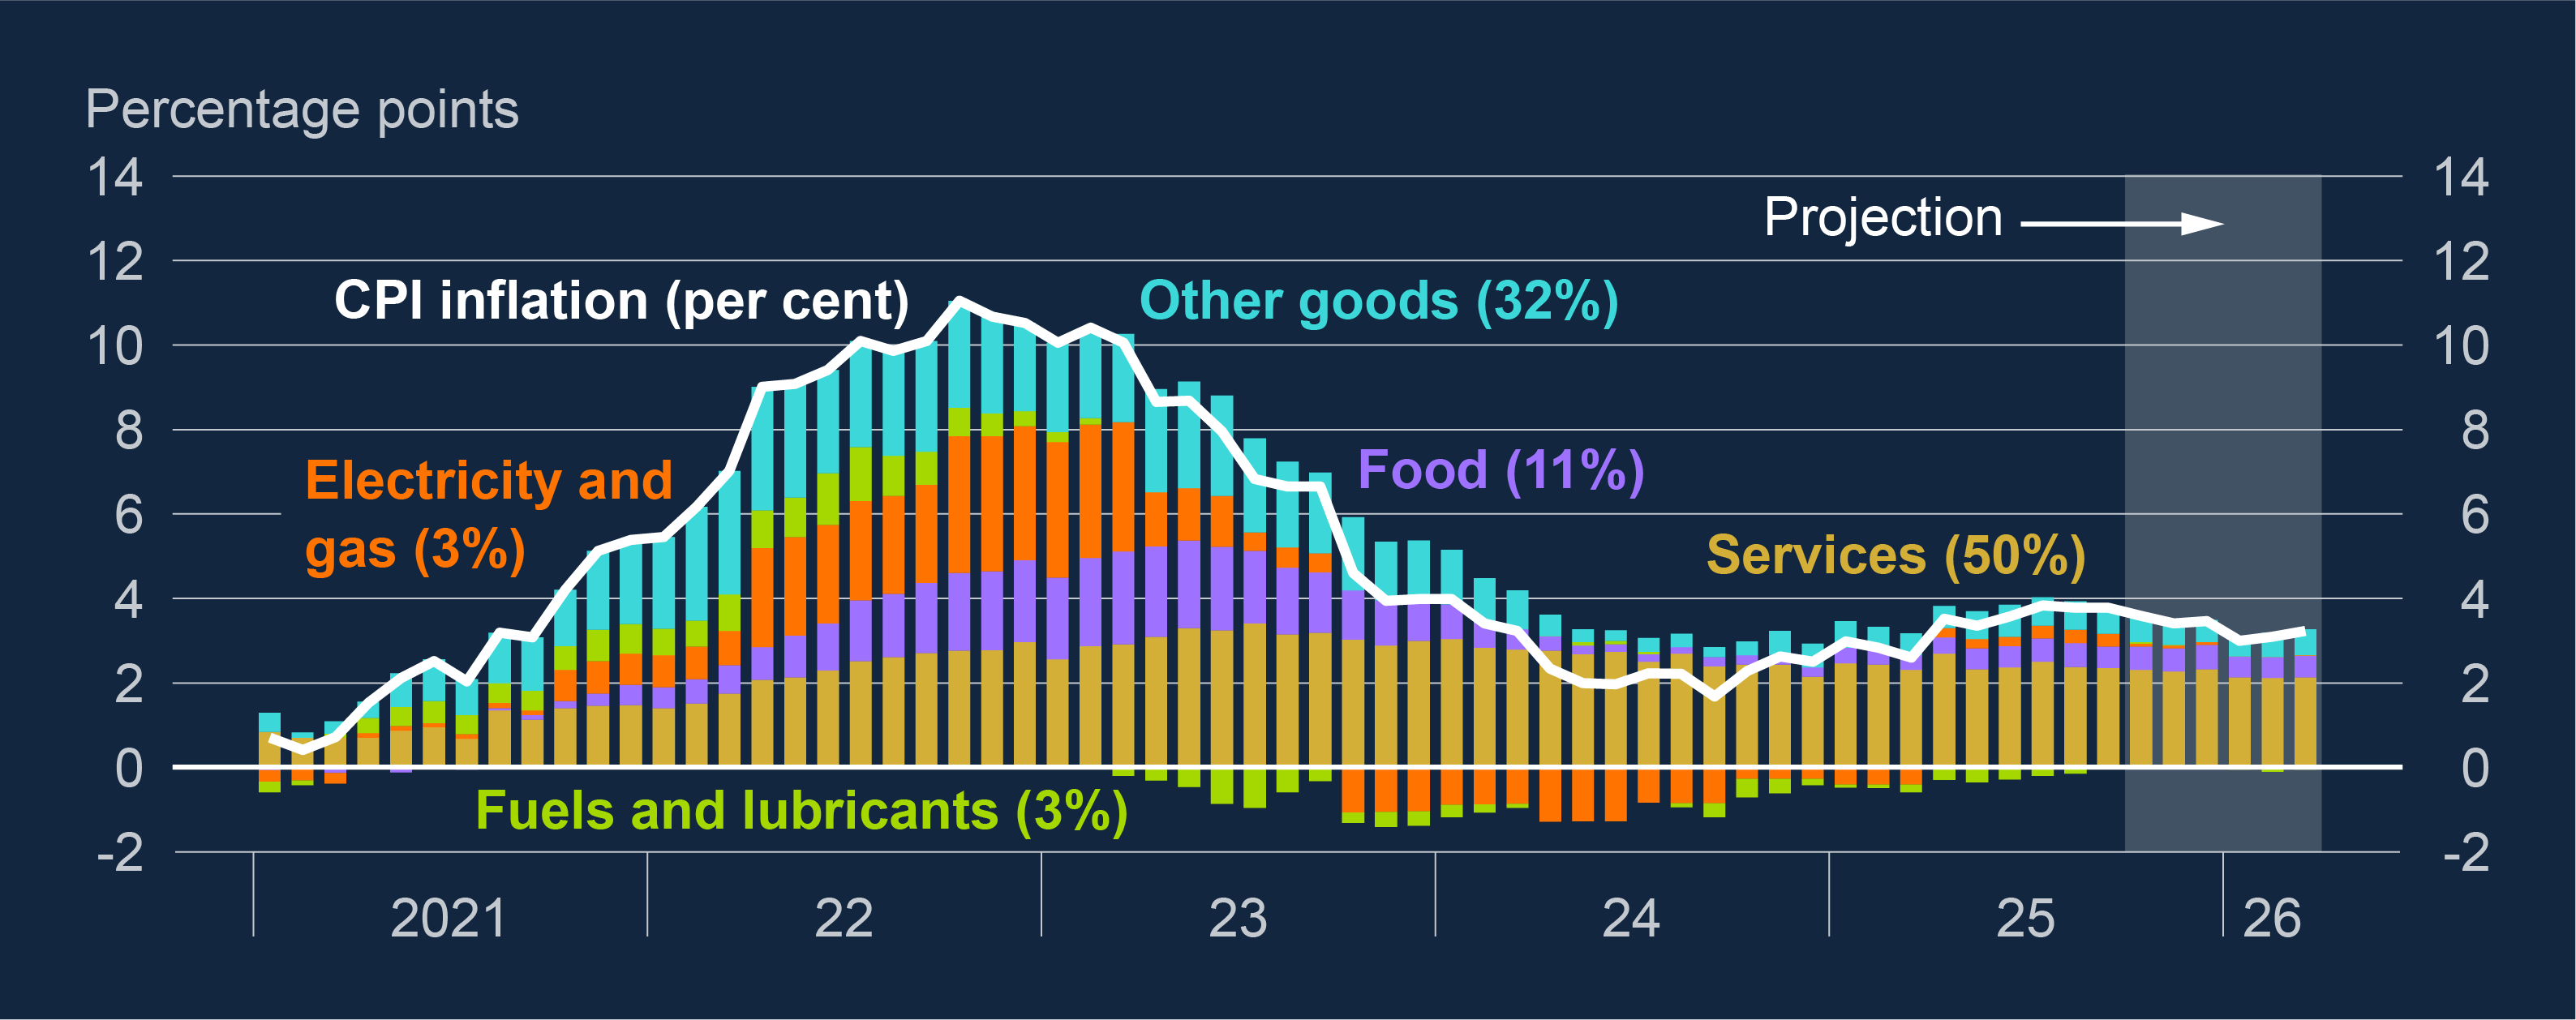 Percentage points
14 14
Projection
12 12
CPI inflation (per cent) Other goods (32%)
10 10
8 8
Electricity and
gas (3%)
Food (11%)
6 6
Services (50%)
4 4
2 2
0 0
Fuels and lubricants (3%)
-2 -2
2021 22 23 24 25 26